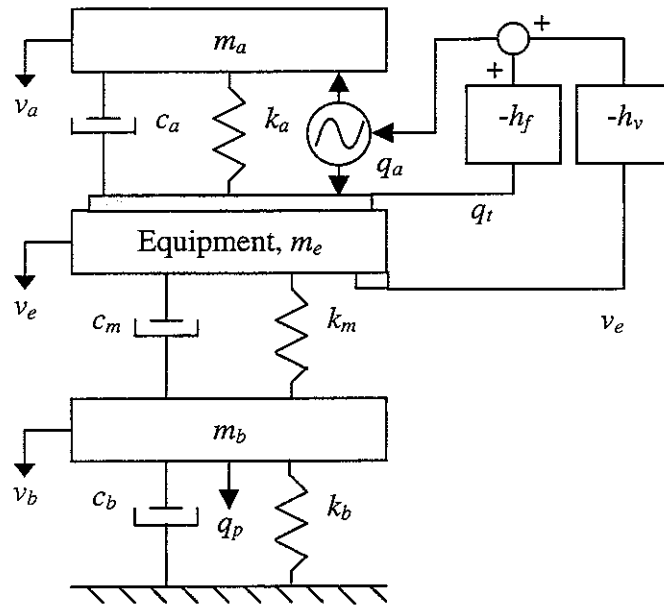 m_a
+
+
v_a
c_a
k_a
q_a
-h_f
-h_v
q_t
Equipment, m_e
v_e
c_m
k_m
v_e
m_b
v_b
c_b
q_p
k_b